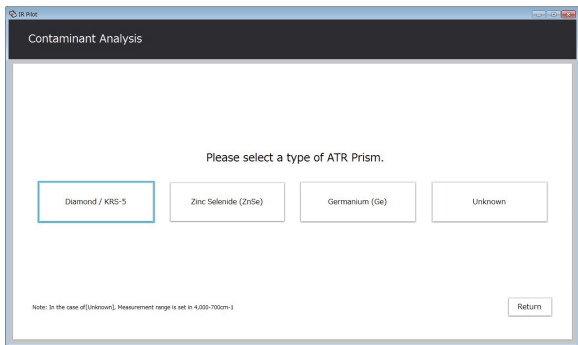 IR Pilot
Contaminant Analysis
Please select a type of ATR Prism.
Diamond / KRS-5
Zinc Selenide (ZnSe)
Germanium (Ge)
Unknown
Note: In the case of[Unknown], Measurement range is set in 4,000-700cm-1
Return